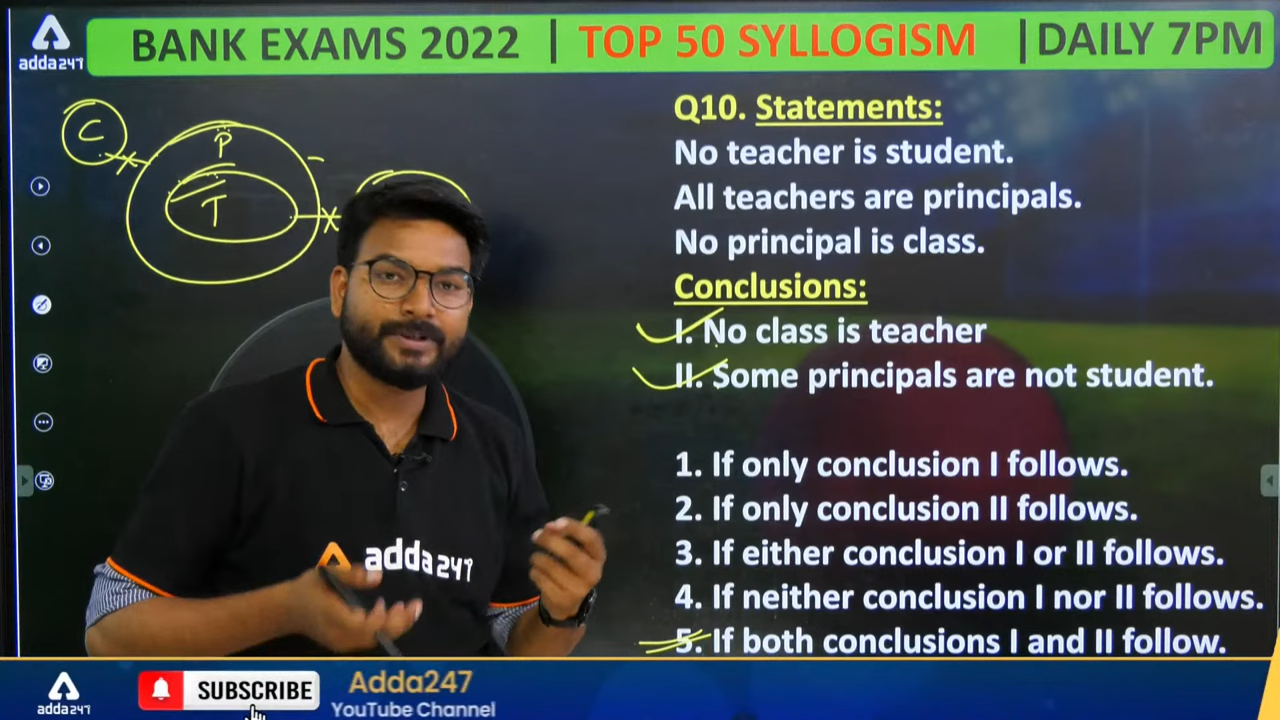 BANK EXAMS 2022 | TOP 50 SYLLOGISM | DAILY 7PM
adda247
C
P
T
Q10. Statements:
No teacher is student.
All teachers are principals.
No principal is class.
Conclusions:
I. No class is teacher
II. Some principals are not student.
1. If only conclusion I follows.
2. If only conclusion II follows.
3. If either conclusion I or II follows.
4. If neither conclusion I nor II follows.
5. If both conclusions I and II follow.
adda247
adda247
SUBSCRIBE
Adda247
YouTube Channel